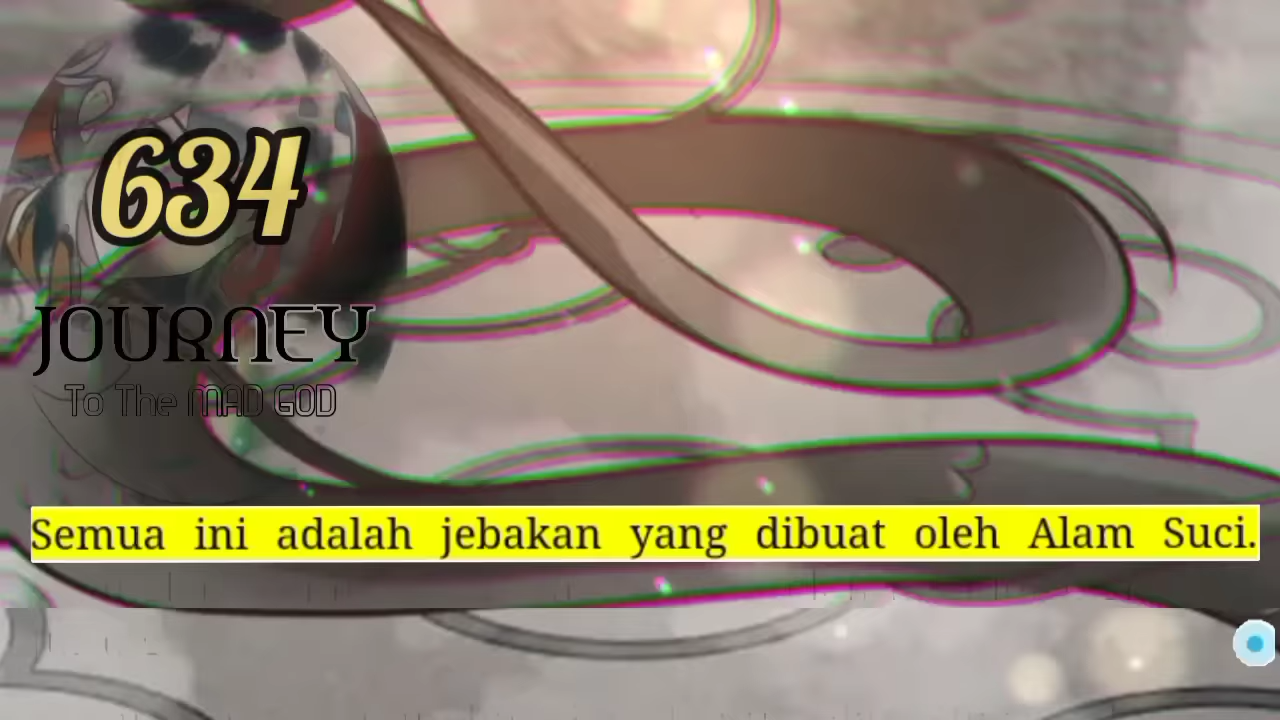 634
JOURNEY
To The MAD GOD
Semua ini adalah jebakan yang dibuat oleh Alam Suci.